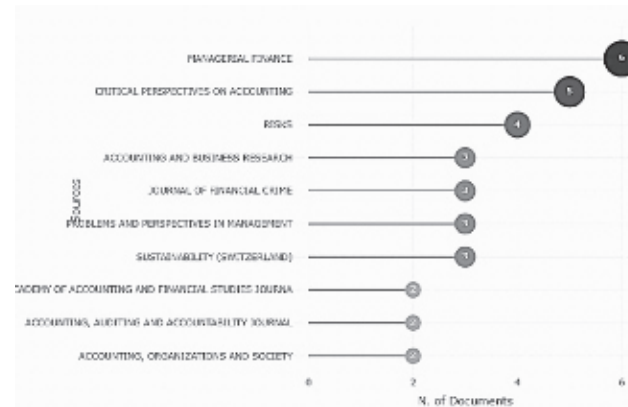 MANAGERIAL FINANCE 6
CRITICAL PERSPECTIVES ON ACCOUNTING 5
RISKS 4
ACCOUNTING AND BUSINESS RESEARCH 3
JOURNAL OF FINANCIAL CRIME 3
PROBLEMS AND PERSPECTIVES IN MANAGEMENT 3
SUSTAINABILITY (SWITZERLAND) 3
CADEMY OF ACCOUNTING AND FINANCIAL STUDIES JOURNA 2
ACCOUNTING, AUDITING AND ACCOUNTABILITY JOURNAL 2
ACCOUNTING, ORGANIZATIONS AND SOCIETY 2
Sources
0 2 4 6
N. of Documents